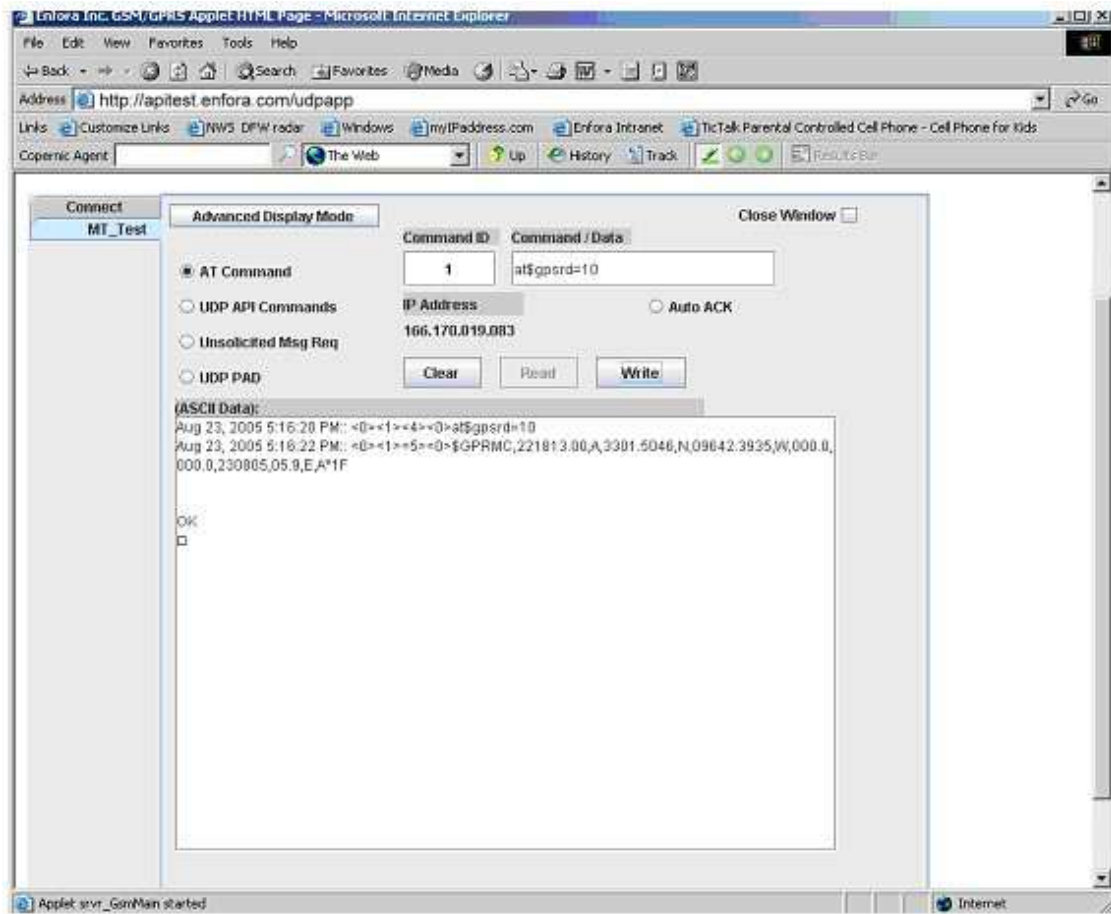 Enfora Inc. GSM/GPRS Applet HTML Page - Microsoft Internet Explorer
File Edit View Favorites Tools Help
Back Search Favorites Media
Address http://apitest.enfora.com/udpapp Go
Links Customize Links NWS DFW radar Windows myIPaddress.com Enfora Intranet TicTalk Parental Controlled Cell Phone - Cell Phone for Kids
Copernic Agent The Web Up History Track Results Bar
Connect
MT_Test
Advanced Display Mode Close Window
Command ID Command / Data
AT Command 1 at$gpsrd=10
UDP API Commands IP Address Auto ACK
166.170.019.083
Unsolicited Msg Req
UDP PAD Clear Read Write
(ASCII Data):
Aug 23, 2005 5:16:20 PM:: <0><1><4><0>at$gpsrd=10
Aug 23, 2005 5:16:22 PM:: <0><1><5><0>$GPRMC,221813.00,A,3301.5046,N,09642.3935,W,000.0,
000.0,230805,05.9,E,A*1F
OK
Applet srvr_GsmMain started Internet